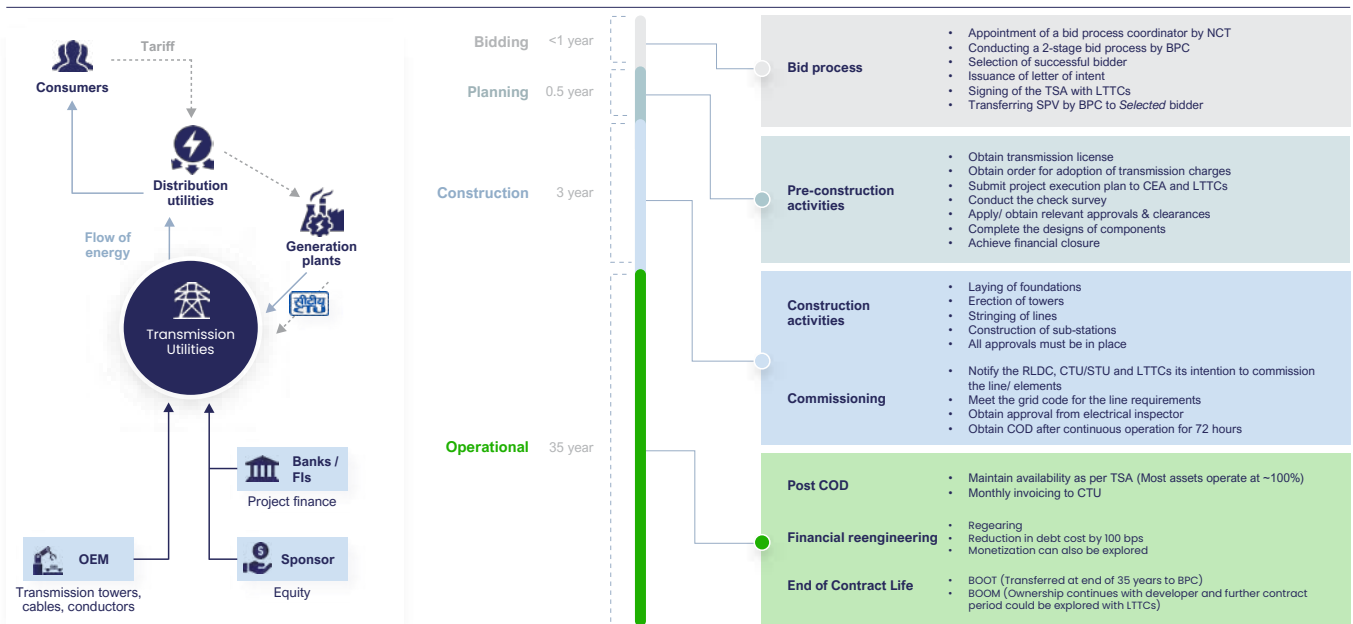 Tariff
Consumers
Distribution
utilities
Flow of
energy
Generation
plants
सीटीयू
CTU
Transmission
Utilities
Banks /
FIs
Project finance
OEM
Transmission towers,
cables, conductors
Sponsor
Equity
Bidding <1 year
Planning 0.5 year
Construction 3 year
Operational 35 year
Bid process
• Appointment of a bid process coordinator by NCT
• Conducting a 2-stage bid process by BPC
• Selection of successful bidder
• Issuance of letter of intent
• Signing of the TSA with LTTCs
• Transferring SPV by BPC to Selected bidder
Pre-construction
activities
• Obtain transmission license
• Obtain order for adoption of transmission charges
• Submit project execution plan to CEA and LTTCs
• Conduct the check survey
• Apply/ obtain relevant approvals & clearances
• Complete the designs of components
• Achieve financial closure
Construction
activities
• Laying of foundations
• Erection of towers
• Stringing of lines
• Construction of sub-stations
• All approvals must be in place
Commissioning
• Notify the RLDC, CTU/STU and LTTCs its intention to commission
the line/ elements
• Meet the grid code for the line requirements
• Obtain approval from electrical inspector
• Obtain COD after continuous operation for 72 hours
Post COD
• Maintain availability as per TSA (Most assets operate at ~100%)
• Monthly invoicing to CTU
Financial reengineering
• Regearing
• Reduction in debt cost by 100 bps
• Monetization can also be explored
End of Contract Life
• BOOT (Transferred at end of 35 years to BPC)
• BOOM (Ownership continues with developer and further contract
period could be explored with LTTCs)